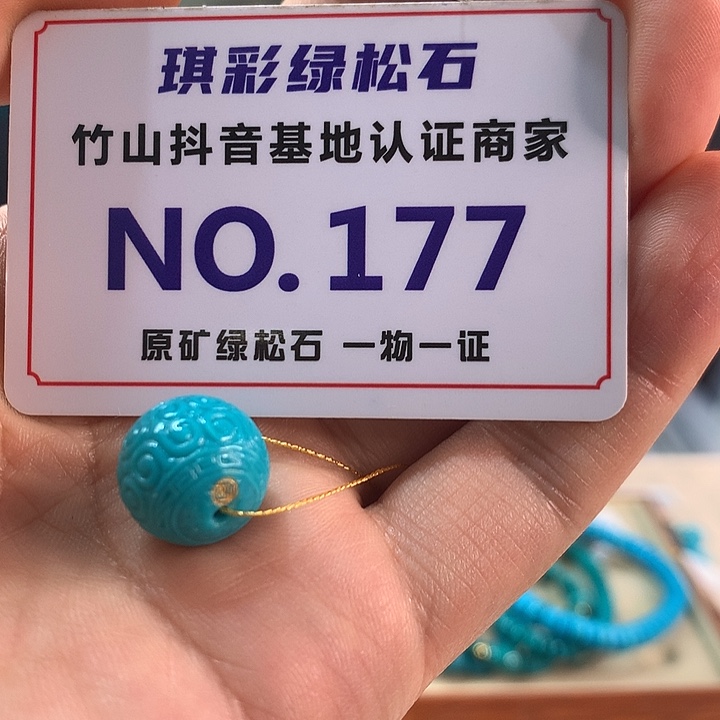 琪彩绿松石
竹山抖音基地认证商家
NO.177
原矿绿松石 一物一证